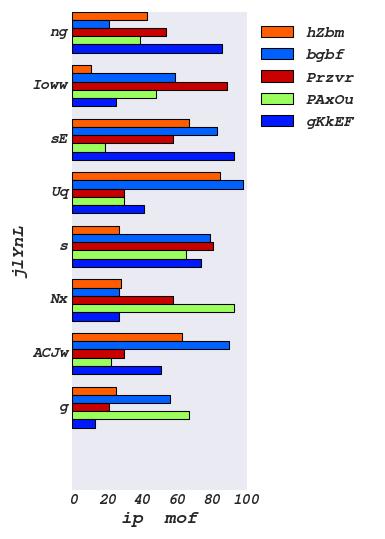 ng
Ioww
sE
Uq
s
Nx
ACJw
g
jlYnL
0 20 40 60 80 100
ip mof
hZbm
bgbf
Przvr
PAxOu
gKkEF